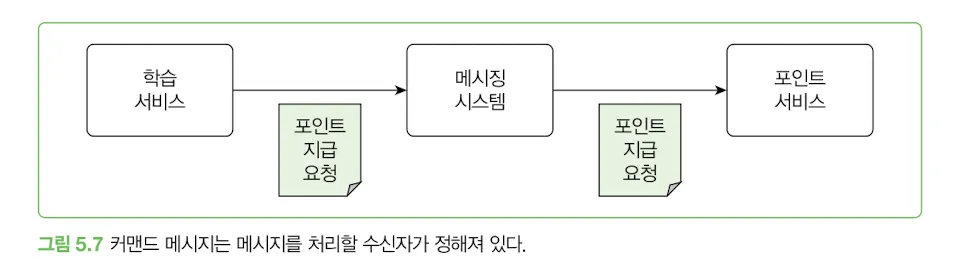 학습
서비스
메시징
시스템
포인트
서비스
포인트
지급
요청
포인트
지급
요청
그림 5.7 커맨드 메시지는 메시지를 처리할 수신자가 정해져 있다.